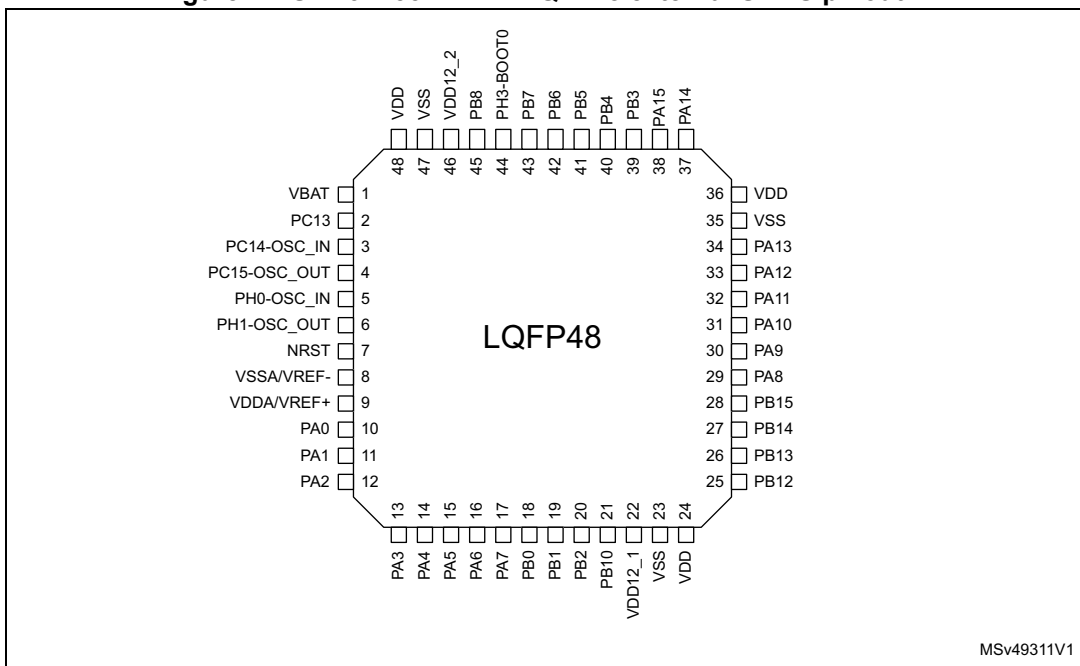 VDD
VSS
VDD12_2
PB8
PH3-BOOT0
PB7
PB6
PB5
PB4
PB3
PA15
PA14
48
47
46
45
44
43
42
41
40
39
38
37
VBAT 1
PC13 2
PC14-OSC_IN 3
PC15-OSC_OUT 4
PH0-OSC_IN 5
PH1-OSC_OUT 6
NRST 7
VSSA/VREF- 8
VDDA/VREF+ 9
PA0 10
PA1 11
PA2 12
LQFP48
36 VDD
35 VSS
34 PA13
33 PA12
32 PA11
31 PA10
30 PA9
29 PA8
28 PB15
27 PB14
26 PB13
25 PB12
13
14
15
16
17
18
19
20
21
22
23
24
PA3
PA4
PA5
PA6
PA7
PB0
PB1
PB2
PB10
VDD12_1
VSS
VDD
MSv49311V1